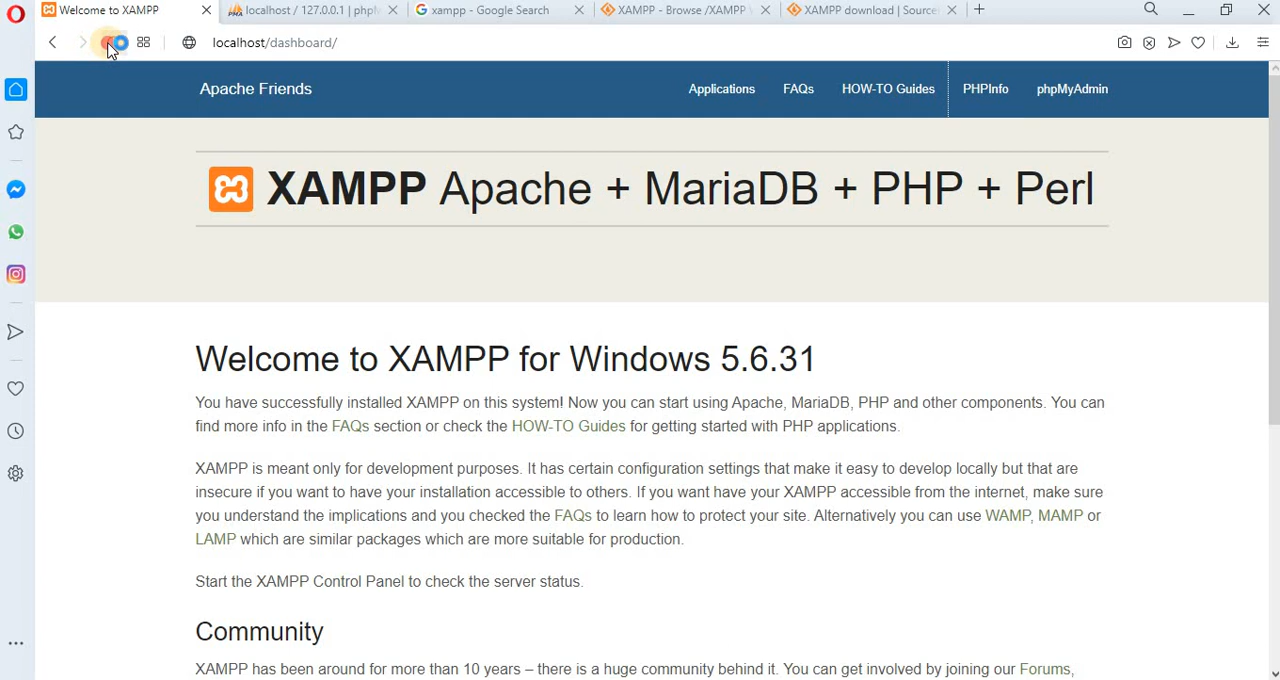 Welcome to XAMPP
localhost / 127.0.0.1 | phpM
xampp - Google Search
XAMPP - Browse /XAMPP
XAMPP download | Source
localhost/dashboard/
Apache Friends
Applications
FAQs
HOW-TO Guides
PHPInfo
phpMyAdmin
XAMPP Apache + MariaDB + PHP + Perl
Welcome to XAMPP for Windows 5.6.31
You have successfully installed XAMPP on this system! Now you can start using Apache, MariaDB, PHP and other components. You can
find more info in the FAQs section or check the HOW-TO Guides for getting started with PHP applications.
XAMPP is meant only for development purposes. It has certain configuration settings that make it easy to develop locally but that are
insecure if you want to have your installation accessible to others. If you want have your XAMPP accessible from the internet, make sure
you understand the implications and you checked the FAQs to learn how to protect your site. Alternatively you can use WAMP, MAMP or
LAMP which are similar packages which are more suitable for production.
Start the XAMPP Control Panel to check the server status.
Community
XAMPP has been around for more than 10 years – there is a huge community behind it. You can get involved by joining our Forums,